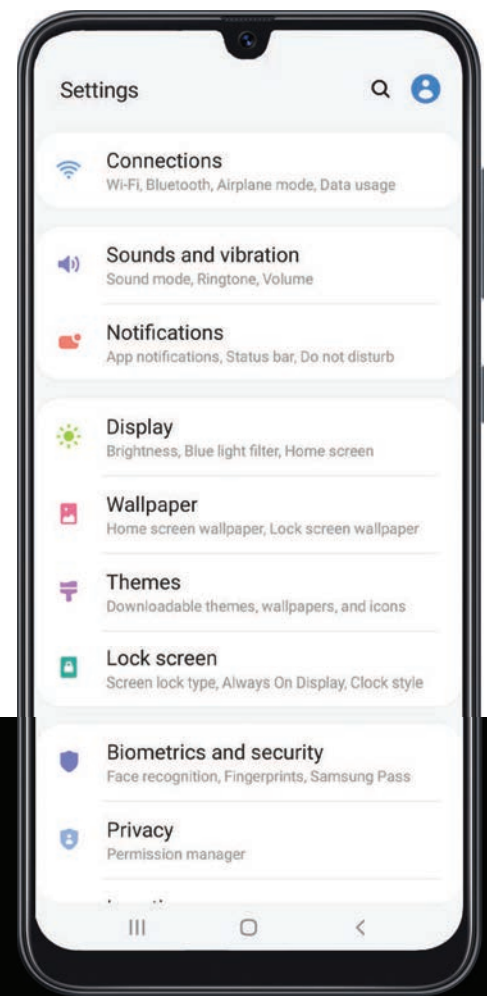 Settings
Connections
Wi-Fi, Bluetooth, Airplane mode, Data usage
Sounds and vibration
Sound mode, Ringtone, Volume
Notifications
App notifications, Status bar, Do not disturb
Display
Brightness, Blue light filter, Home screen
Wallpaper
Home screen wallpaper, Lock screen wallpaper
Themes
Downloadable themes, wallpapers, and icons
Lock screen
Screen lock type, Always On Display, Clock style
Biometrics and security
Face recognition, Fingerprints, Samsung Pass
Privacy
Permission manager